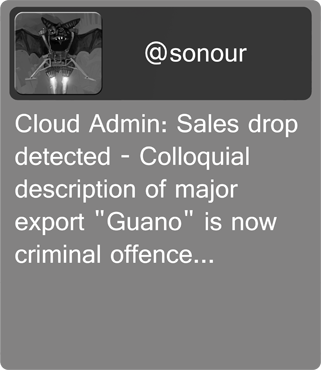 @sonour
Cloud Admin: Sales drop
detected - Colloquial
description of major
export "Guano" is now
criminal offence...